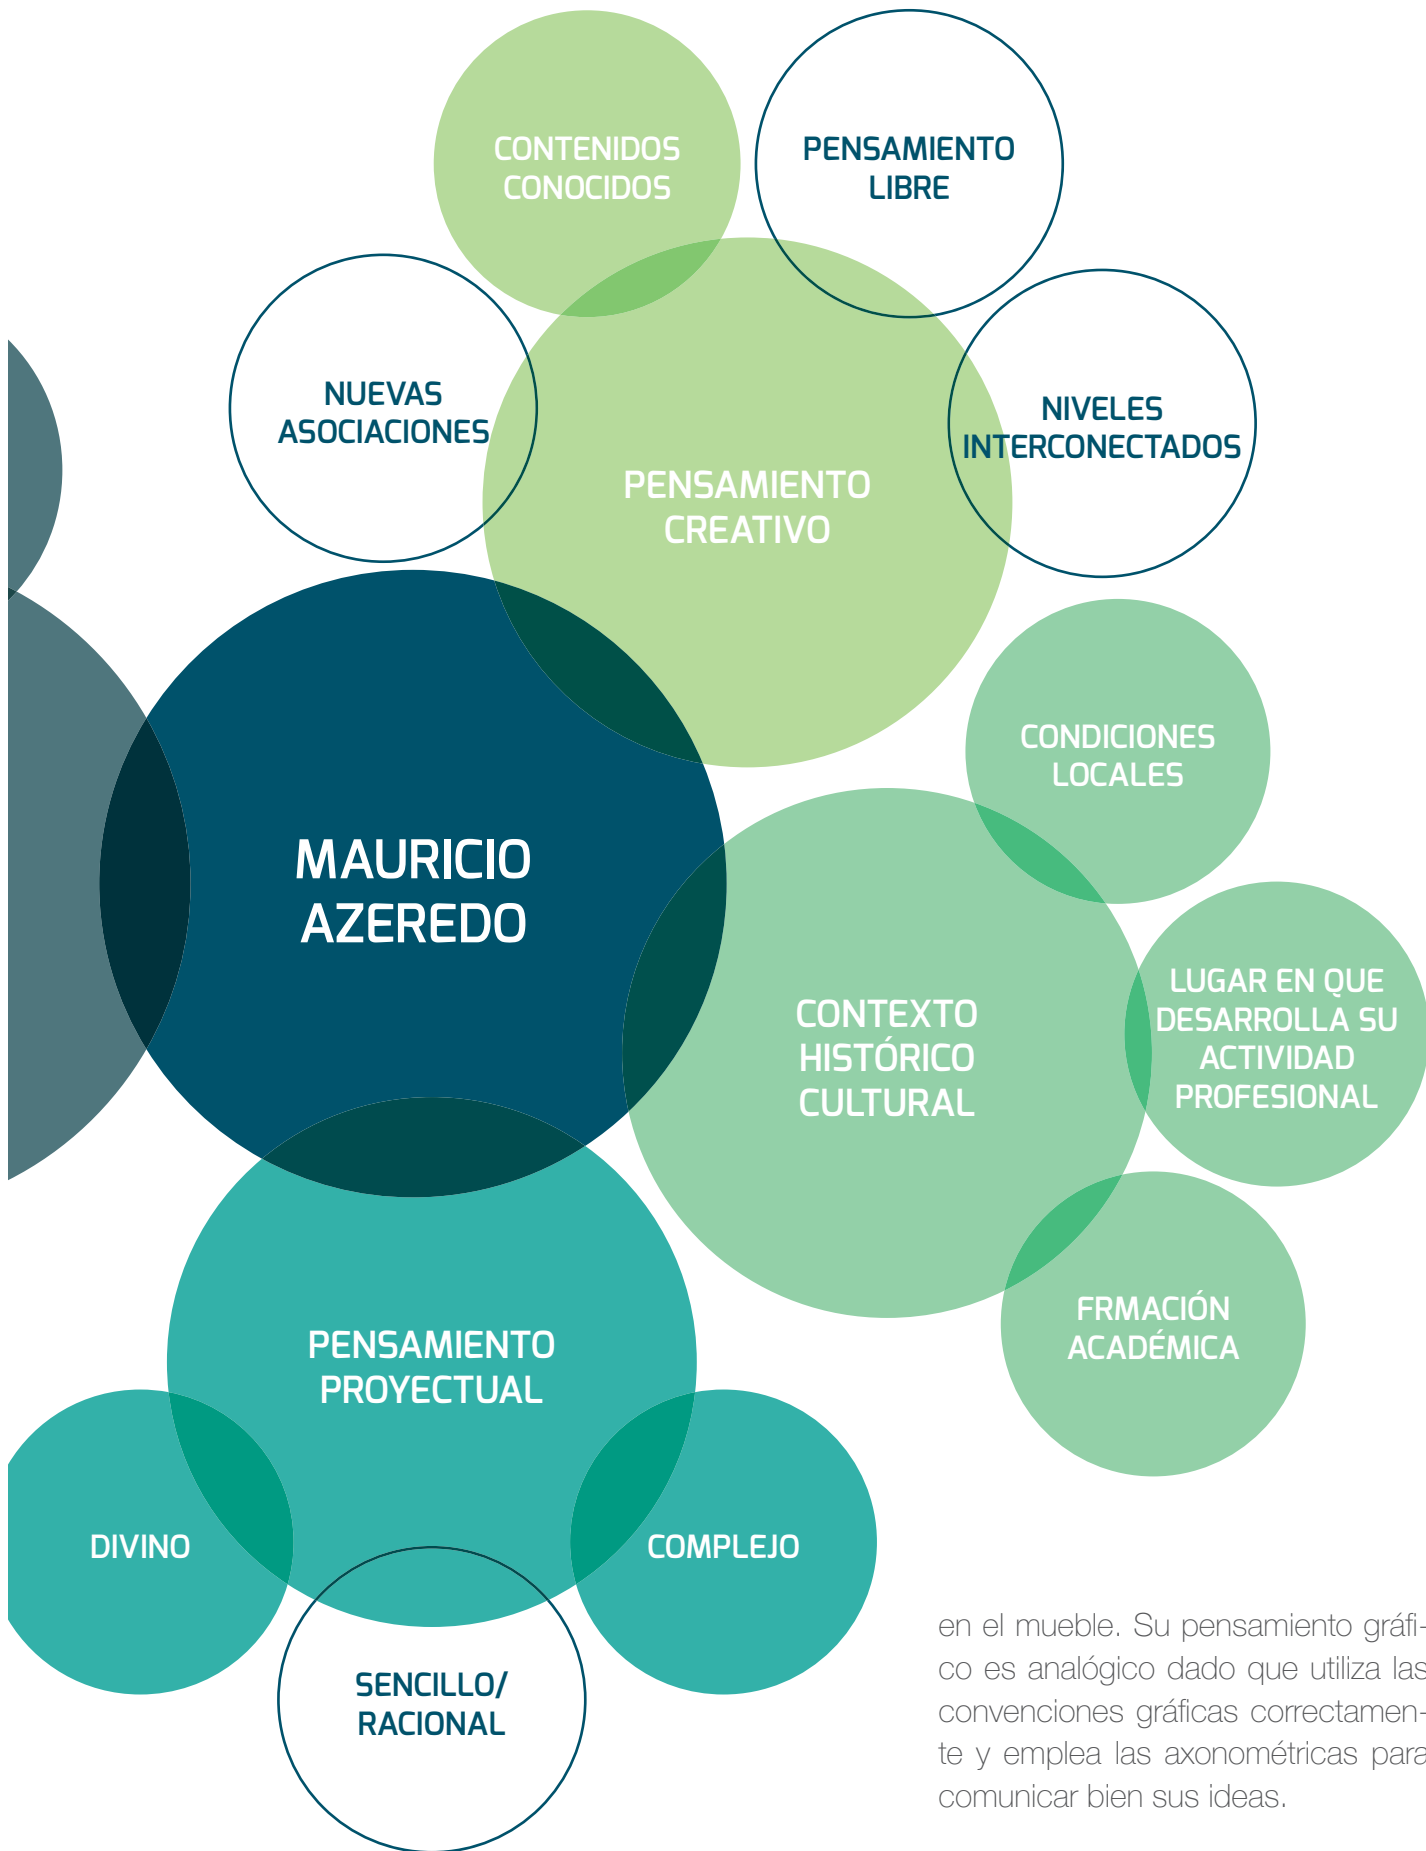 CONTENIDOS
CONOCIDOS
PENSAMIENTO
LIBRE
NUEVAS
ASOCIACIONES
NIVELES
INTERCONECTADOS
PENSAMIENTO
CREATIVO
CONDICIONES
LOCALES
MAURICIO
AZEREDO
LUGAR EN QUE
DESARROLLA SU
ACTIVIDAD
PROFESIONAL
CONTEXTO
HISTÓRICO
CULTURAL
FRMACIÓN
ACADÉMICA
PENSAMIENTO
PROYECTUAL
DIVINO
COMPLEJO
SENCILLO/
RACIONAL
en el mueble. Su pensamiento gráfi-
co es analógico dado que utiliza las
convenciones gráficas correctamen-
te y emplea las axonométricas para
comunicar bien sus ideas.